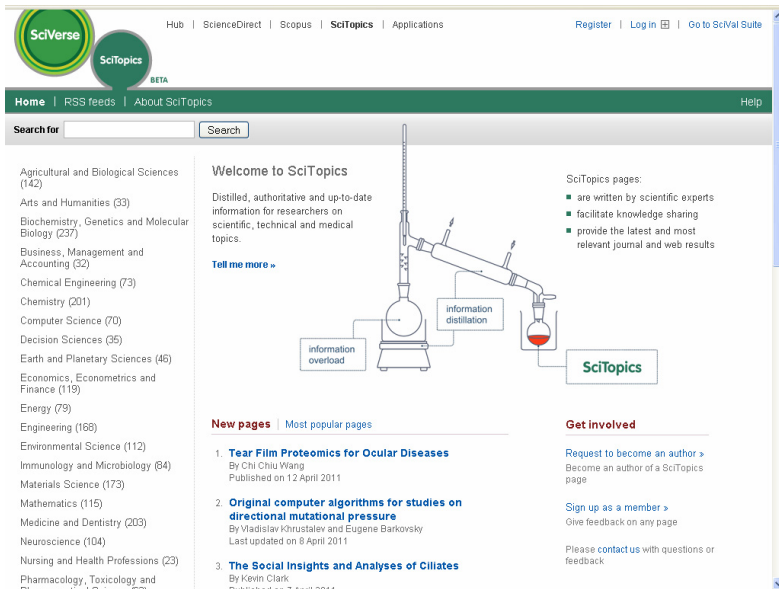 SciVerse
SciTopics
BETA
Hub | ScienceDirect | Scopus | SciTopics | Applications
Register | Log in | Go to SciVal Suite
Home | RSS feeds | About SciTopics
Help
Search for
Search
Agricultural and Biological Sciences
(142)
Arts and Humanities (33)
Biochemistry, Genetics and Molecular
Biology (237)
Business, Management and
Accounting (32)
Chemical Engineering (73)
Chemistry (201)
Computer Science (70)
Decision Sciences (35)
Earth and Planetary Sciences (46)
Economics, Econometrics and
Finance (119)
Energy (79)
Engineering (168)
Environmental Science (112)
Immunology and Microbiology (84)
Materials Science (173)
Mathematics (115)
Medicine and Dentistry (203)
Neuroscience (104)
Nursing and Health Professions (23)
Pharmacology, Toxicology and
Welcome to SciTopics
Distilled, authoritative and up-to-date
information for researchers on
scientific, technical and medical
topics.
Tell me more »
information
overload
information
distillation
SciTopics
SciTopics pages:
are written by scientific experts
facilitate knowledge sharing
provide the latest and most
relevant journal and web results
New pages | Most popular pages
1. Tear Film Proteomics for Ocular Diseases
By Chi Chiu Wang
Published on 12 April 2011
2. Original computer algorithms for studies on
directional mutational pressure
By Vladislav Khrustalev and Eugene Barkovsky
Last updated on 8 April 2011
3. The Social Insights and Analyses of Ciliates
By Kevin Clark
Get involved
Request to become an author »
Become an author of a SciTopics
page
Sign up as a member »
Give feedback on any page
Please contact us with questions or
feedback